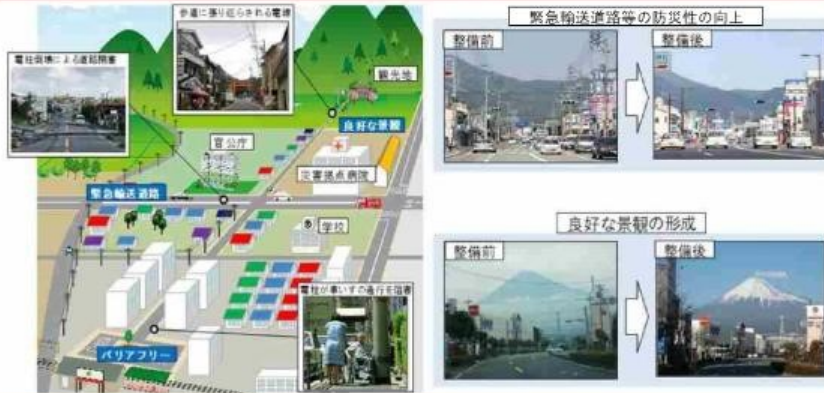 歩道に張り巡らされる電線
電柱倒壊による道路閉塞
観光地
良好な景観
官公庁
災害拠点病院
緊急輸送道路
学校
電柱が車いすの通行を阻害
バリアフリー
緊急輸送道路等の防災性の向上
整備前
整備後
良好な景観の形成
整備前
整備後